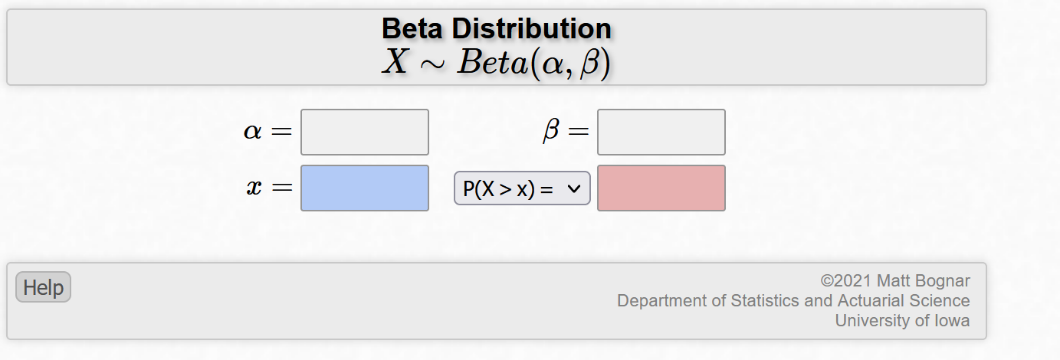 Beta Distribution
X ∼ Beta(α, β)
α = β =
x = P(X > x) =
Help
©2021 Matt Bognar
Department of Statistics and Actuarial Science
University of Iowa